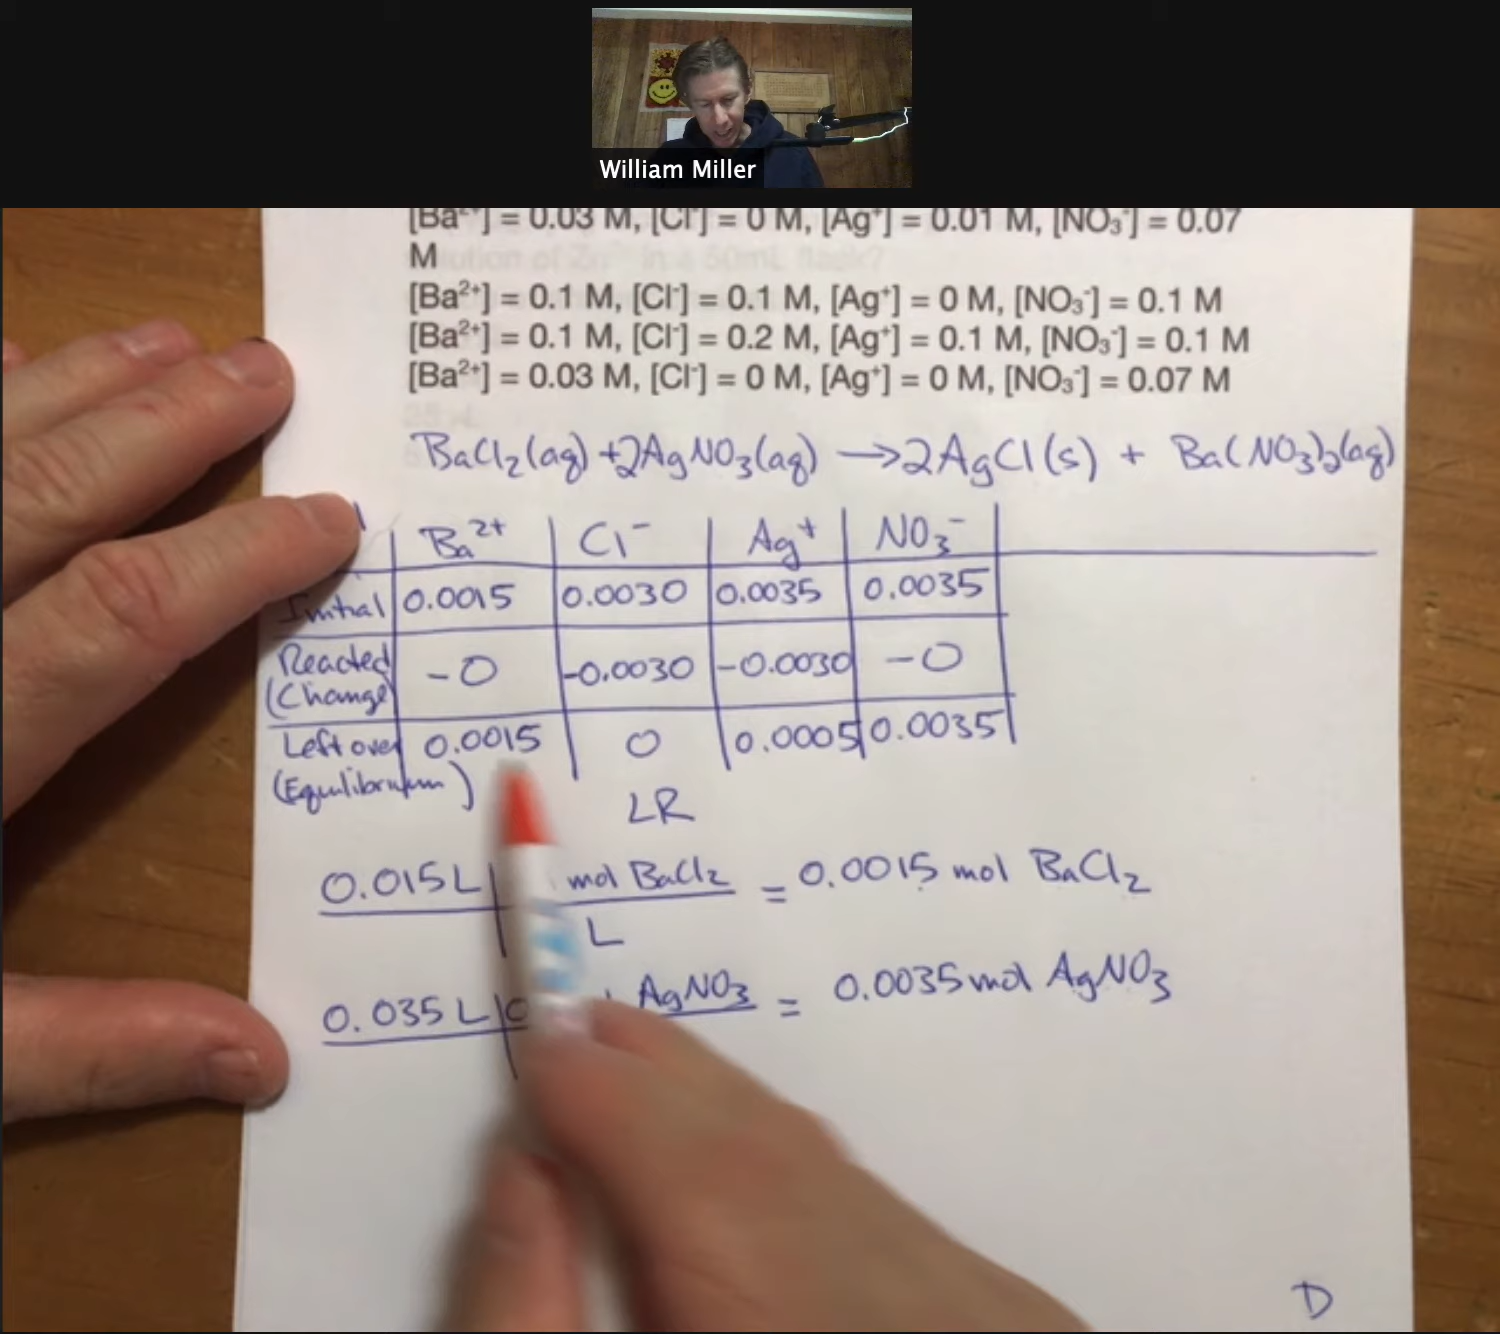 William Miller
[Ba²⁺] = 0.03 M, [Cl⁻] = 0 M, [Ag⁺] = 0.01 M, [NO₃⁻] = 0.07
M
[Ba²⁺] = 0.1 M, [Cl⁻] = 0.1 M, [Ag⁺] = 0 M, [NO₃⁻] = 0.1 M
[Ba²⁺] = 0.1 M, [Cl⁻] = 0.2 M, [Ag⁺] = 0.1 M, [NO₃⁻] = 0.1 M
[Ba²⁺] = 0.03 M, [Cl⁻] = 0 M, [Ag⁺] = 0 M, [NO₃⁻] = 0.07 M
BaCl₂(aq) + 2AgNO₃(aq) → 2AgCl(s) + Ba(NO₃)₂(aq)
Ba²⁺ Cl⁻ Ag⁺ NO₃⁻
Initial 0.0015 0.0030 0.0035 0.0035
Reacted
(Change) -0 -0.0030 -0.0030 -0
Left over 0.0015 0 0.0005 0.0035
(Equilibrium)
LR
0.015L mol BaCl₂ = 0.0015 mol BaCl₂
L
0.035L AgNO₃ = 0.0035 mol AgNO₃
D